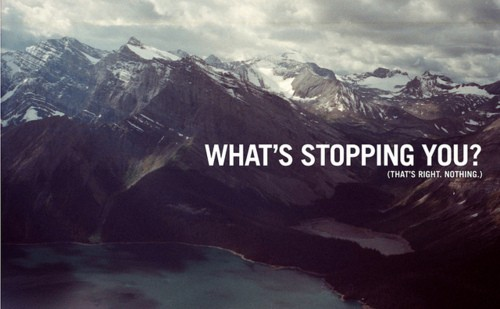 WHAT'S STOPPING YOU?
(THAT'S RIGHT. NOTHING.)